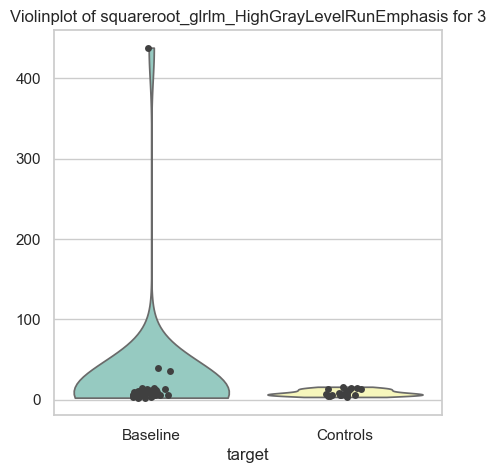 Violinplot of squareroot_glrlm_HighGrayLevelRunEmphasis for 3
400
300
200
100
0
Baseline
Controls
target